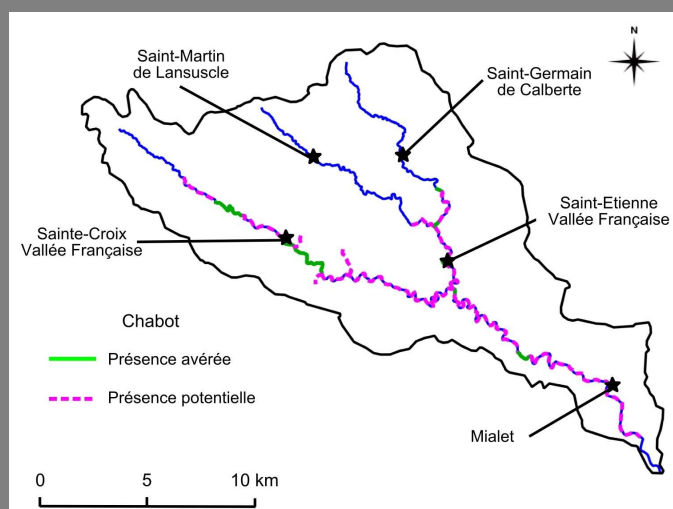 N
Saint-Martin
de Lansuscle
Saint-Germain
de Calberte
Saint-Etienne
Vallée Française
Sainte-Croix
Vallée Française
Chabot
Présence avérée
Présence potentielle
Mialet
0 5 10 km